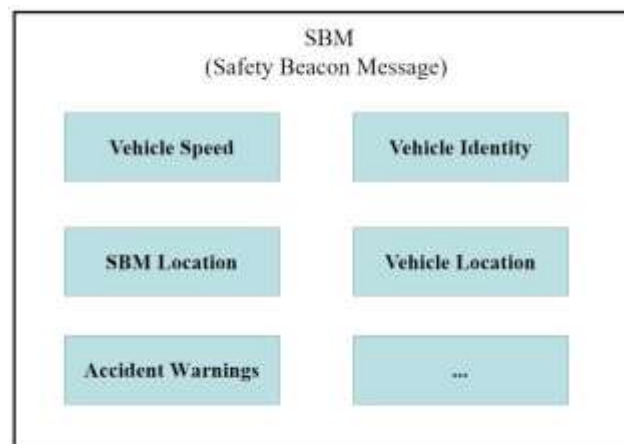 SBM
(Safety Beacon Message)
Vehicle Speed
Vehicle Identity
SBM Location
Vehicle Location
Accident Warnings
...